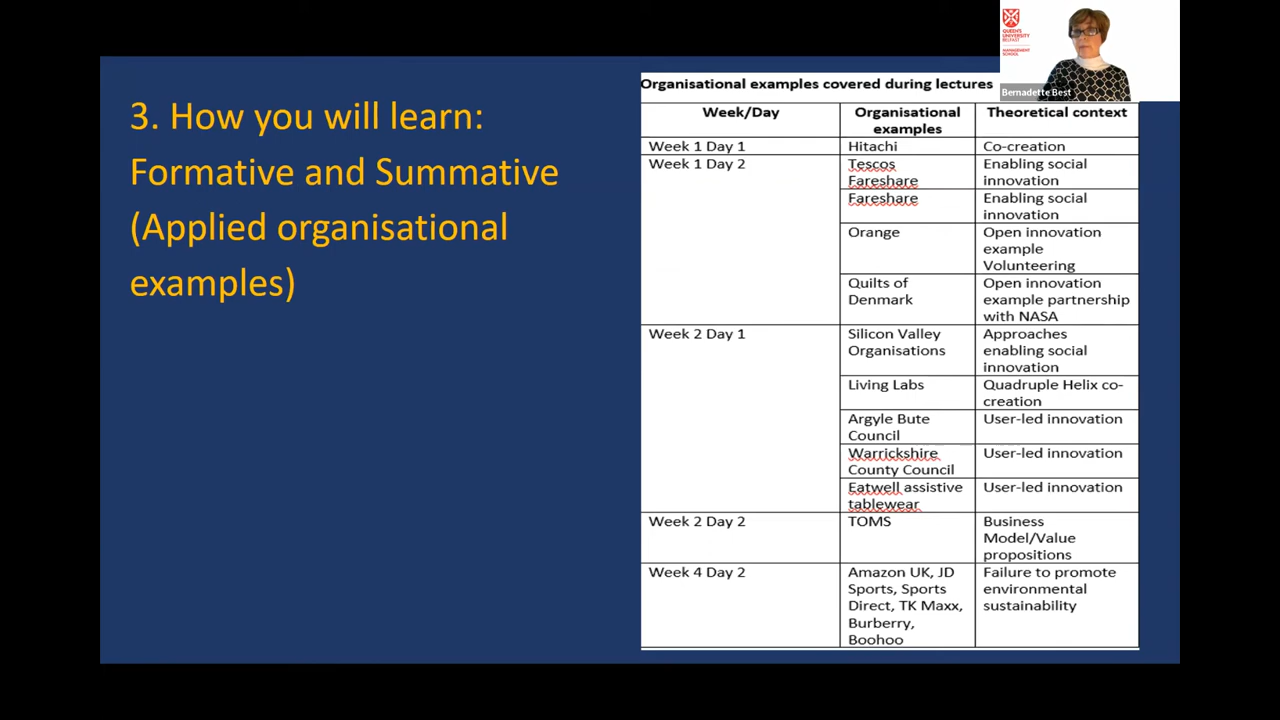 QUEEN'S
UNIVERSITY
BELFAST
MANAGEMENT
SCHOOL
Bernadette Best
3. How you will learn:
Formative and Summative
(Applied organisational
examples)
Organisational examples covered during lectures
Week/Day
Organisational
examples
Theoretical context
Week 1 Day 1
Hitachi
Co-creation
Week 1 Day 2
Tescos
Fareshare
Enabling social
innovation
Fareshare
Enabling social
innovation
Orange
Open innovation
example
Volunteering
Quilts of
Denmark
Open innovation
example partnership
with NASA
Week 2 Day 1
Silicon Valley
Organisations
Approaches
enabling social
innovation
Living Labs
Quadruple Helix co-
creation
Argyle Bute
Council
User-led innovation
Warrickshire
County Council
User-led innovation
Eatwell assistive
tablewear
User-led innovation
Week 2 Day 2
TOMS
Business
Model/Value
propositions
Week 4 Day 2
Amazon UK, JD
Sports, Sports
Direct, TK Maxx,
Burberry,
Boohoo
Failure to promote
environmental
sustainability